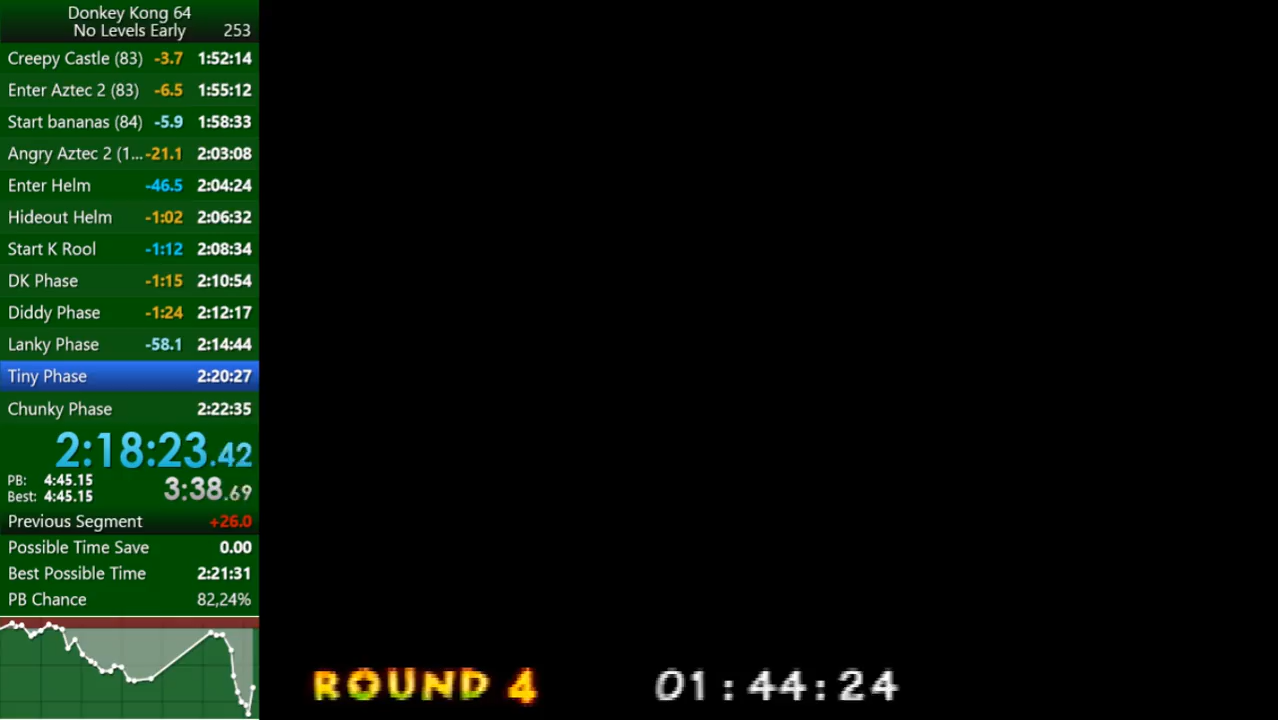 Donkey Kong 64
No Levels Early 253
Creepy Castle (83) -3.7 1:52:14
Enter Aztec 2 (83) -6.5 1:55:12
Start bananas (84) -5.9 1:58:33
Angry Aztec 2 (1... -21.1 2:03:08
Enter Helm -46.5 2:04:24
Hideout Helm -1:02 2:06:32
Start K Rool -1:12 2:08:34
DK Phase -1:15 2:10:54
Diddy Phase -1:24 2:12:17
Lanky Phase -58.1 2:14:44
Tiny Phase 2:20:27
Chunky Phase 2:22:35
2:18:23.42
PB: 4:45.15
Best: 4:45.15
3:38.69
Previous Segment +26.0
Possible Time Save 0.00
Best Possible Time 2:21:31
PB Chance 82,24%
ROUND 4 01:44:24